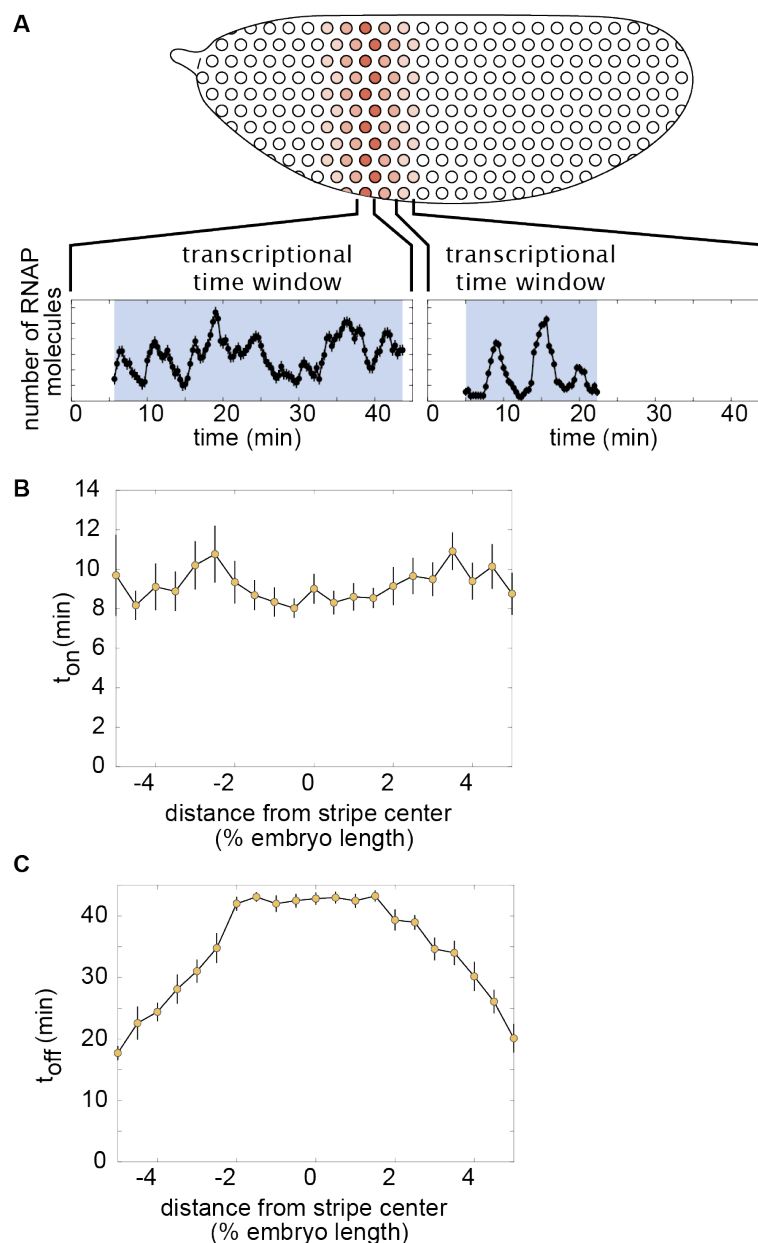 A
transcriptional
time window
transcriptional
time window
number of RNAP
molecules
0 10 20 30 40
0 10 20 30 40
time (min)
time (min)
B
14
12
10
8
6
4
2
0
t_on (min)
-4 -2 0 2 4
distance from stripe center
(% embryo length)
C
40
30
20
10
0
t_off (min)
-4 -2 0 2 4
distance from stripe center
(% embryo length)